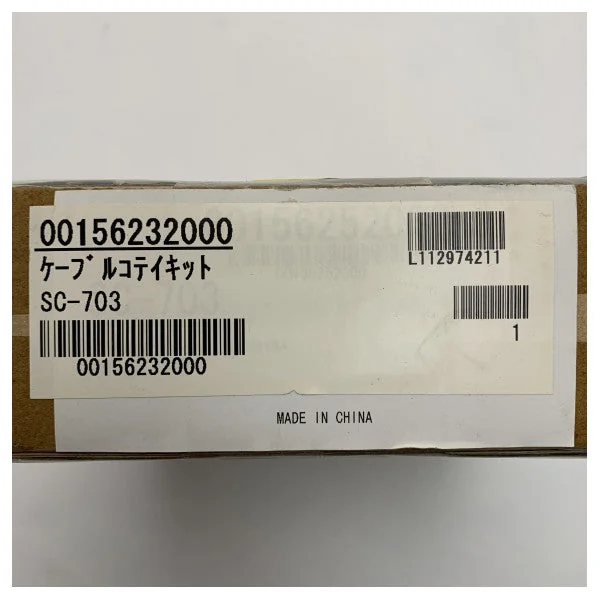 00156232000
ｹｰﾌﾞﾙｺﾃｲｷｯﾄ
SC-703
00156232000
L112974211
1
MADE IN CHINA